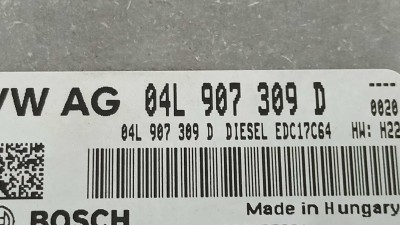 VW AG 04L 907 309 D ----
0020
04L 907 309 D DIESEL EDC17C64 HW: H22
BOSCH Made in Hungary